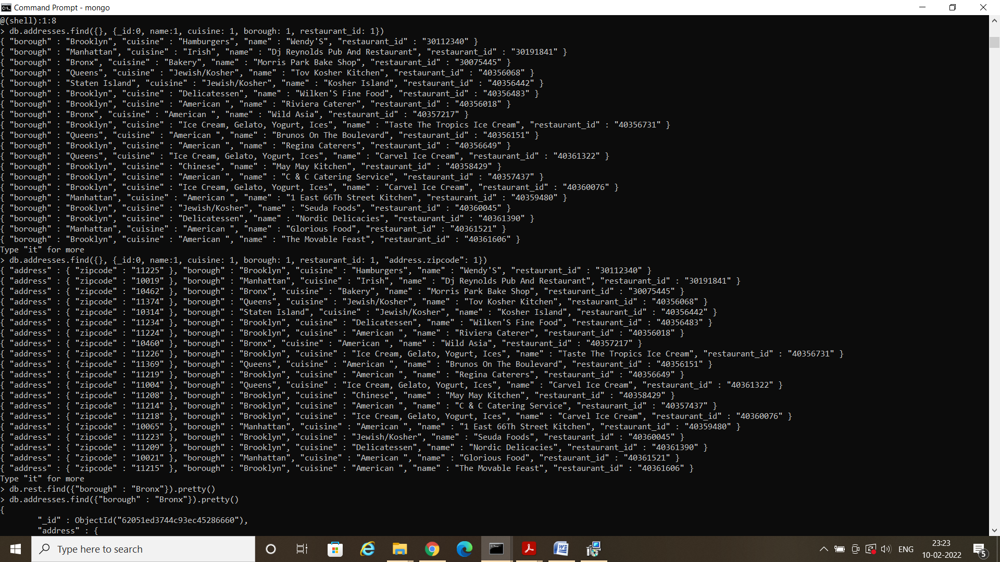 Command Prompt - mongo
@(shell):1:8
> db.addresses.find({}, {_id:0, name:1, cuisine: 1, borough: 1, restaurant_id: 1})
{ "borough" : "Brooklyn", "cuisine" : "Hamburgers", "name" : "Wendy'S", "restaurant_id" : "30112340" }
{ "borough" : "Manhattan", "cuisine" : "Irish", "name" : "Dj Reynolds Pub And Restaurant", "restaurant_id" : "30191841" }
{ "borough" : "Bronx", "cuisine" : "Bakery", "name" : "Morris Park Bake Shop", "restaurant_id" : "30075445" }
{ "borough" : "Queens", "cuisine" : "Jewish/Kosher", "name" : "Tov Kosher Kitchen", "restaurant_id" : "40356068" }
{ "borough" : "Staten Island", "cuisine" : "Jewish/Kosher", "name" : "Kosher Island", "restaurant_id" : "40356442" }
{ "borough" : "Brooklyn", "cuisine" : "Delicatessen", "name" : "Wilken'S Fine Food", "restaurant_id" : "40356483" }
{ "borough" : "Brooklyn", "cuisine" : "American ", "name" : "Riviera Caterer", "restaurant_id" : "40356018" }
{ "borough" : "Bronx", "cuisine" : "American ", "name" : "Wild Asia", "restaurant_id" : "40357217" }
{ "borough" : "Brooklyn", "cuisine" : "Ice Cream, Gelato, Yogurt, Ices", "name" : "Taste The Tropics Ice Cream", "restaurant_id" : "40356731" }
{ "borough" : "Queens", "cuisine" : "American ", "name" : "Brunos On The Boulevard", "restaurant_id" : "40356151" }
{ "borough" : "Brooklyn", "cuisine" : "American ", "name" : "Regina Caterers", "restaurant_id" : "40356649" }
{ "borough" : "Queens", "cuisine" : "Ice Cream, Gelato, Yogurt, Ices", "name" : "Carvel Ice Cream", "restaurant_id" : "40361322" }
{ "borough" : "Brooklyn", "cuisine" : "Chinese", "name" : "May May Kitchen", "restaurant_id" : "40358429" }
{ "borough" : "Brooklyn", "cuisine" : "American ", "name" : "C & C Catering Service", "restaurant_id" : "40357437" }
{ "borough" : "Brooklyn", "cuisine" : "Ice Cream, Gelato, Yogurt, Ices", "name" : "Carvel Ice Cream", "restaurant_id" : "40360076" }
{ "borough" : "Manhattan", "cuisine" : "American ", "name" : "1 East 66Th Street Kitchen", "restaurant_id" : "40359480" }
{ "borough" : "Brooklyn", "cuisine" : "Jewish/Kosher", "name" : "Seuda Foods", "restaurant_id" : "40360045" }
{ "borough" : "Brooklyn", "cuisine" : "Delicatessen", "name" : "Nordic Delicacies", "restaurant_id" : "40361390" }
{ "borough" : "Manhattan", "cuisine" : "American ", "name" : "Glorious Food", "restaurant_id" : "40361521" }
{ "borough" : "Brooklyn", "cuisine" : "American ", "name" : "The Movable Feast", "restaurant_id" : "40361606" }
Type "it" for more
> db.addresses.find({}, {_id:0, name:1, cuisine: 1, borough: 1, restaurant_id: 1, "address.zipcode": 1})
{ "address" : { "zipcode" : "11225" }, "borough" : "Brooklyn", "cuisine" : "Hamburgers", "name" : "Wendy'S", "restaurant_id" : "30112340" }
{ "address" : { "zipcode" : "10019" }, "borough" : "Manhattan", "cuisine" : "Irish", "name" : "Dj Reynolds Pub And Restaurant", "restaurant_id" : "30191841" }
{ "address" : { "zipcode" : "10462" }, "borough" : "Bronx", "cuisine" : "Bakery", "name" : "Morris Park Bake Shop", "restaurant_id" : "30075445" }
{ "address" : { "zipcode" : "11374" }, "borough" : "Queens", "cuisine" : "Jewish/Kosher", "name" : "Tov Kosher Kitchen", "restaurant_id" : "40356068" }
{ "address" : { "zipcode" : "10314" }, "borough" : "Staten Island", "cuisine" : "Jewish/Kosher", "name" : "Kosher Island", "restaurant_id" : "40356442" }
{ "address" : { "zipcode" : "11234" }, "borough" : "Brooklyn", "cuisine" : "Delicatessen", "name" : "Wilken'S Fine Food", "restaurant_id" : "40356483" }
{ "address" : { "zipcode" : "11224" }, "borough" : "Brooklyn", "cuisine" : "American ", "name" : "Riviera Caterer", "restaurant_id" : "40356018" }
{ "address" : { "zipcode" : "10460" }, "borough" : "Bronx", "cuisine" : "American ", "name" : "Wild Asia", "restaurant_id" : "40357217" }
{ "address" : { "zipcode" : "11226" }, "borough" : "Brooklyn", "cuisine" : "Ice Cream, Gelato, Yogurt, Ices", "name" : "Taste The Tropics Ice Cream", "restaurant_id" : "40356731" }
{ "address" : { "zipcode" : "11369" }, "borough" : "Queens", "cuisine" : "American ", "name" : "Brunos On The Boulevard", "restaurant_id" : "40356151" }
{ "address" : { "zipcode" : "11219" }, "borough" : "Brooklyn", "cuisine" : "American ", "name" : "Regina Caterers", "restaurant_id" : "40356649" }
{ "address" : { "zipcode" : "11004" }, "borough" : "Queens", "cuisine" : "Ice Cream, Gelato, Yogurt, Ices", "name" : "Carvel Ice Cream", "restaurant_id" : "40361322" }
{ "address" : { "zipcode" : "11208" }, "borough" : "Brooklyn", "cuisine" : "Chinese", "name" : "May May Kitchen", "restaurant_id" : "40358429" }
{ "address" : { "zipcode" : "11214" }, "borough" : "Brooklyn", "cuisine" : "American ", "name" : "C & C Catering Service", "restaurant_id" : "40357437" }
{ "address" : { "zipcode" : "11218" }, "borough" : "Brooklyn", "cuisine" : "Ice Cream, Gelato, Yogurt, Ices", "name" : "Carvel Ice Cream", "restaurant_id" : "40360076" }
{ "address" : { "zipcode" : "10065" }, "borough" : "Manhattan", "cuisine" : "American ", "name" : "1 East 66Th Street Kitchen", "restaurant_id" : "40359480" }
{ "address" : { "zipcode" : "11223" }, "borough" : "Brooklyn", "cuisine" : "Jewish/Kosher", "name" : "Seuda Foods", "restaurant_id" : "40360045" }
{ "address" : { "zipcode" : "11209" }, "borough" : "Brooklyn", "cuisine" : "Delicatessen", "name" : "Nordic Delicacies", "restaurant_id" : "40361390" }
{ "address" : { "zipcode" : "10021" }, "borough" : "Manhattan", "cuisine" : "American ", "name" : "Glorious Food", "restaurant_id" : "40361521" }
{ "address" : { "zipcode" : "11215" }, "borough" : "Brooklyn", "cuisine" : "American ", "name" : "The Movable Feast", "restaurant_id" : "40361606" }
Type "it" for more
> db.rest.find({"borough" : "Bronx"}).pretty()
> db.addresses.find({"borough" : "Bronx"}).pretty()
{
        "_id" : ObjectId("62051ed3744c93ec45286660"),
        "address" : {
Type here to search
ENG
23:23
10-02-2022
5